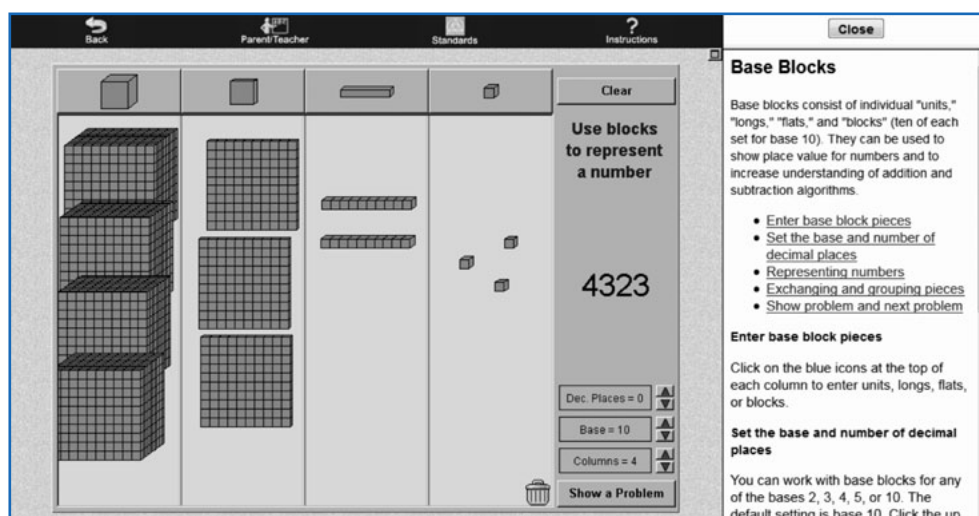 Back
Parent/Teacher
Standards
Instructions
Close
Clear
Use blocks
to represent
a number
4323
Dec. Places = 0
Base = 10
Columns = 4
Show a Problem
Base Blocks
Base blocks consist of individual "units,"
"longs," "flats," and "blocks" (ten of each
set for base 10). They can be used to
show place value for numbers and to
increase understanding of addition and
subtraction algorithms.
Enter base block pieces
Set the base and number of
decimal places
Representing numbers
Exchanging and grouping pieces
Show problem and next problem
Enter base block pieces
Click on the blue icons at the top of
each column to enter units, longs, flats,
or blocks.
Set the base and number of decimal
places
You can work with base blocks for any
of the bases 2, 3, 4, 5, or 10. The
default setting is base 10. Click the up